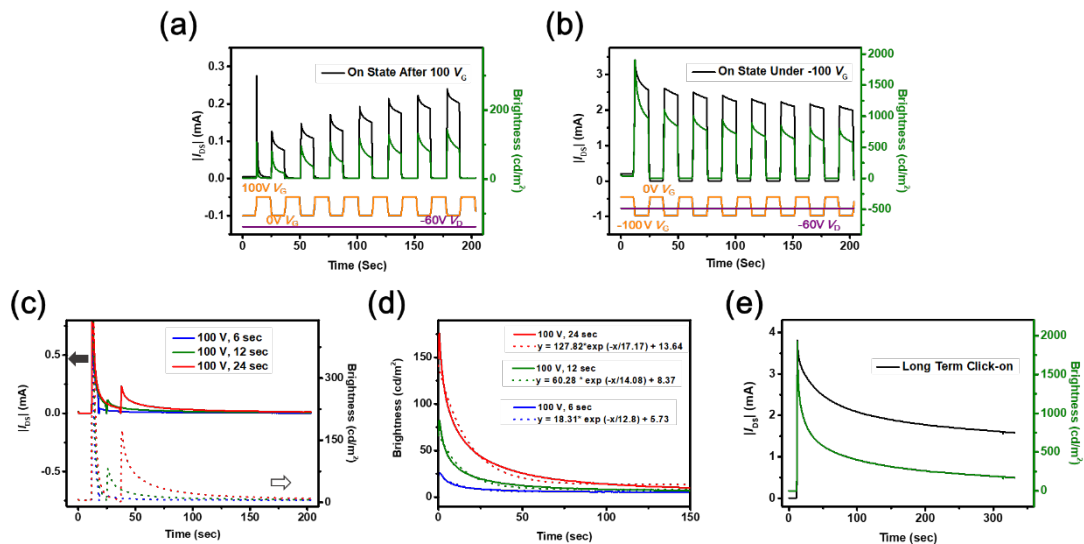 (a)
On State After 100 V_G
|I_DS| (mA)
0.3
0.2
0.1
0.0
-0.1
Brightness (cd/m²)
200
0
100V V_G
0V V_G
-60V V_D
0 50 100 150 200
Time (Sec)
(b)
On State Under -100 V_G
|I_DS| (mA)
3
2
1
0
-1
Brightness (cd/m²)
2000
1500
1000
500
0
-500
0V V_G
-100V V_G
-60V V_D
0 50 100 150 200
Time (Sec)
(c)
100 V, 6 sec
100 V, 12 sec
100 V, 24 sec
|I_DS| (mA)
0.5
0.0
-0.5
Brightness (cd/m²)
300
200
100
0
0 50 100 150 200
Time (sec)
(d)
100 V, 24 sec
y = 127.82*exp (-x/17.17) + 13.64
100 V, 12 sec
y = 60.28 * exp (-x/14.08) + 8.37
100 V, 6 sec
y = 18.31* exp (-x/12.8) + 5.73
Brightness (cd/m²)
150
100
50
0
0 50 100 150
Time (sec)
(e)
Long Term Click-on
|I_DS| (mA)
4
3
2
1
0
Brightness (cd/m²)
2000
1500
1000
500
0
0 100 200 300
Time (sec)